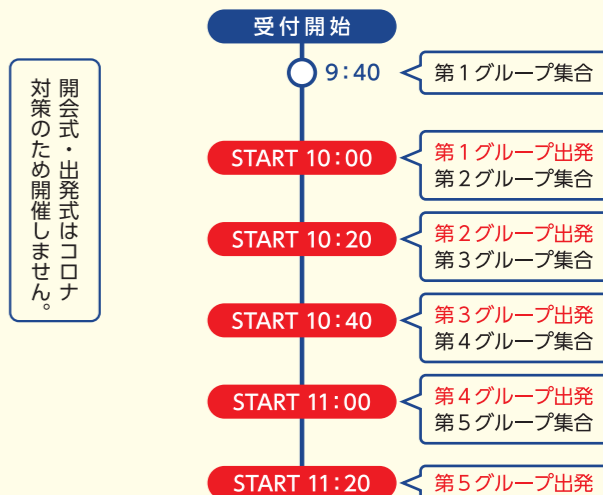 受付開始
9:40
第1グループ集合
開会式・出発式はコロナ
対策のため開催しません。
START 10:00
第1グループ出発
第2グループ集合
START 10:20
第2グループ出発
第3グループ集合
START 10:40
第3グループ出発
第4グループ集合
START 11:00
第4グループ出発
第5グループ集合
START 11:20
第5グループ出発